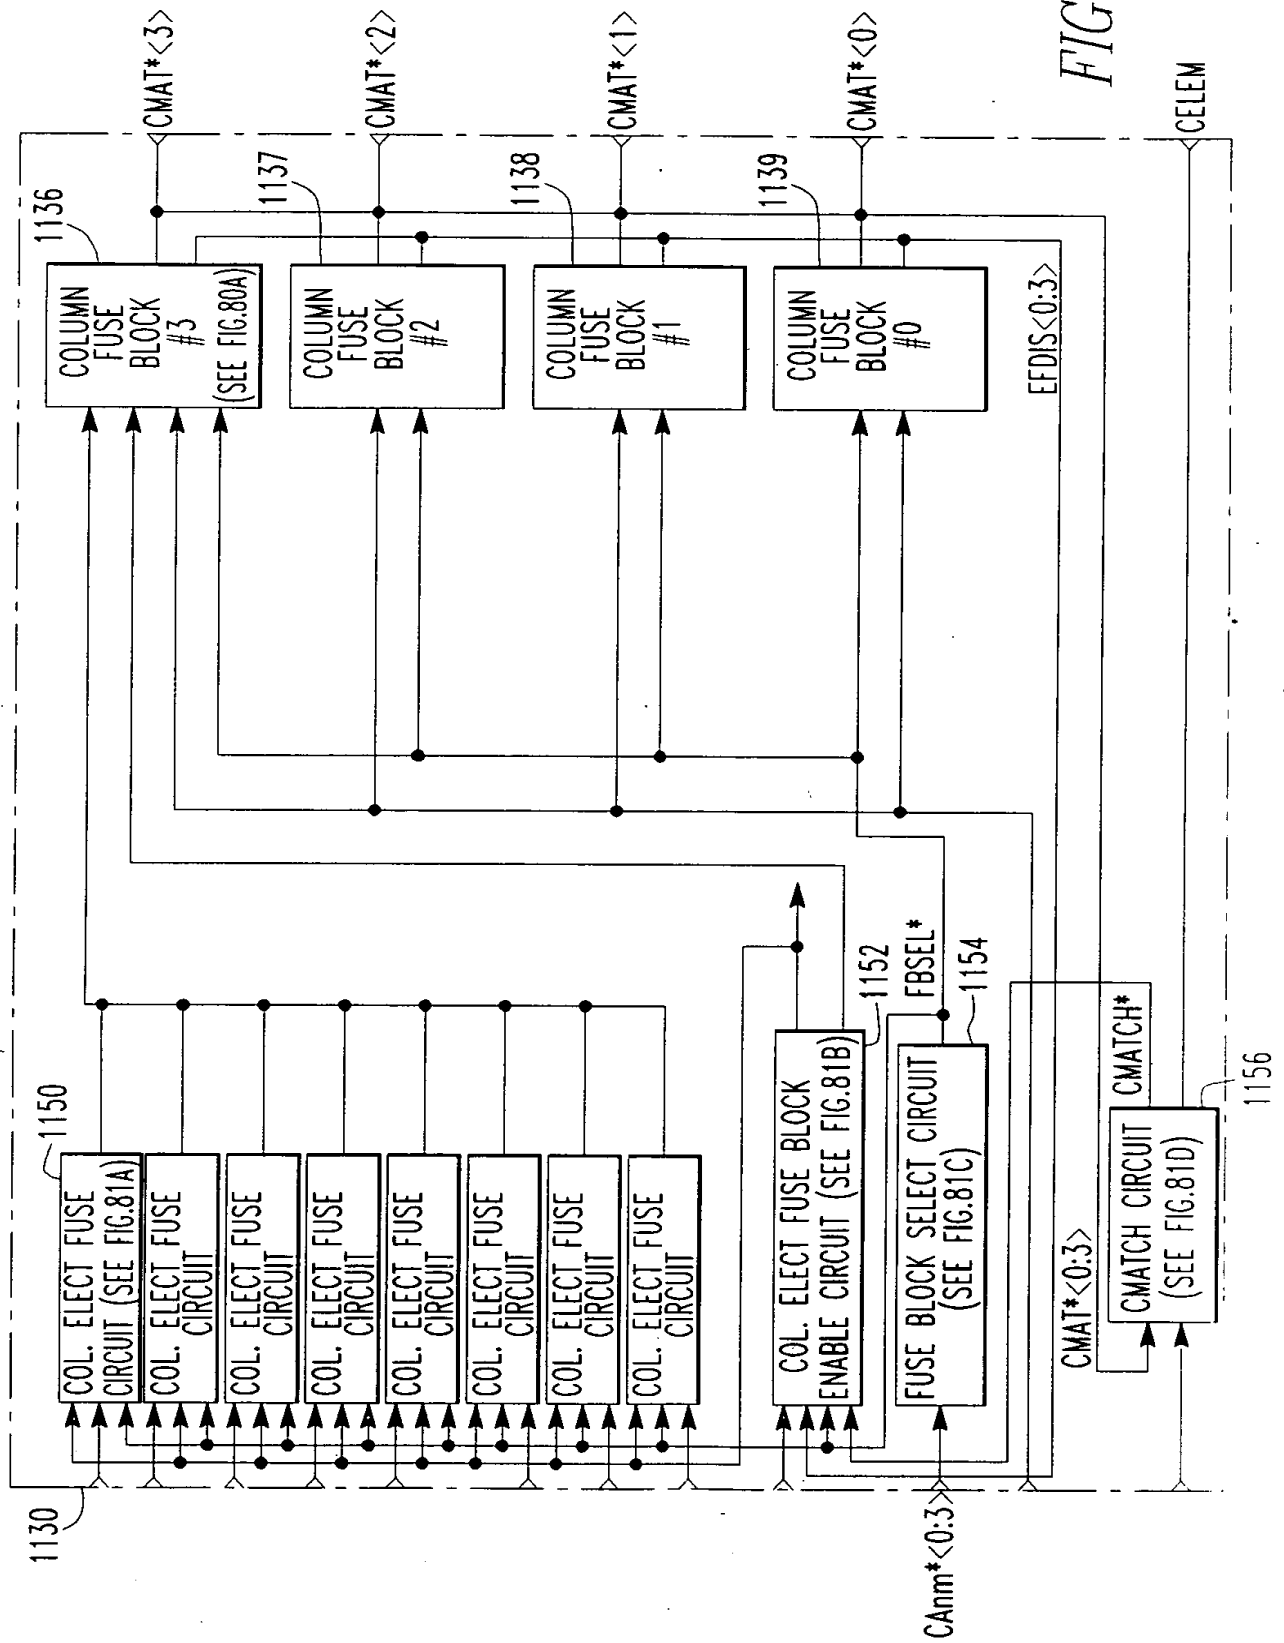 1130
1150
COL. ELECT FUSE
CIRCUIT (SEE FIG.81A)
COL. ELECT FUSE
CIRCUIT
COL. ELECT FUSE
CIRCUIT
COL. ELECT FUSE
CIRCUIT
COL. ELECT FUSE
CIRCUIT
COL. ELECT FUSE
CIRCUIT
COL. ELECT FUSE
CIRCUIT
COL. ELECT FUSE
CIRCUIT
COL. ELECT FUSE BLOCK
ENABLE CIRCUIT (SEE FIG.81B)
1152
FBSEL*
FUSE BLOCK SELECT CIRCUIT
(SEE FIG.81C)
1154
CAnm*<0:3>
CMAT*<0:3>
CMATCH CIRCUIT
(SEE FIG.81D)
CMATCH*
1156
1136
COLUMN
FUSE
BLOCK
#3
(SEE FIG.80A)
1137
COLUMN
FUSE
BLOCK
#2
1138
COLUMN
FUSE
BLOCK
#1
1139
COLUMN
FUSE
BLOCK
#0
EFDIS<0:3>
CMAT*<3>
CMAT*<2>
CMAT*<1>
CMAT*<0>
CELEM
FIG